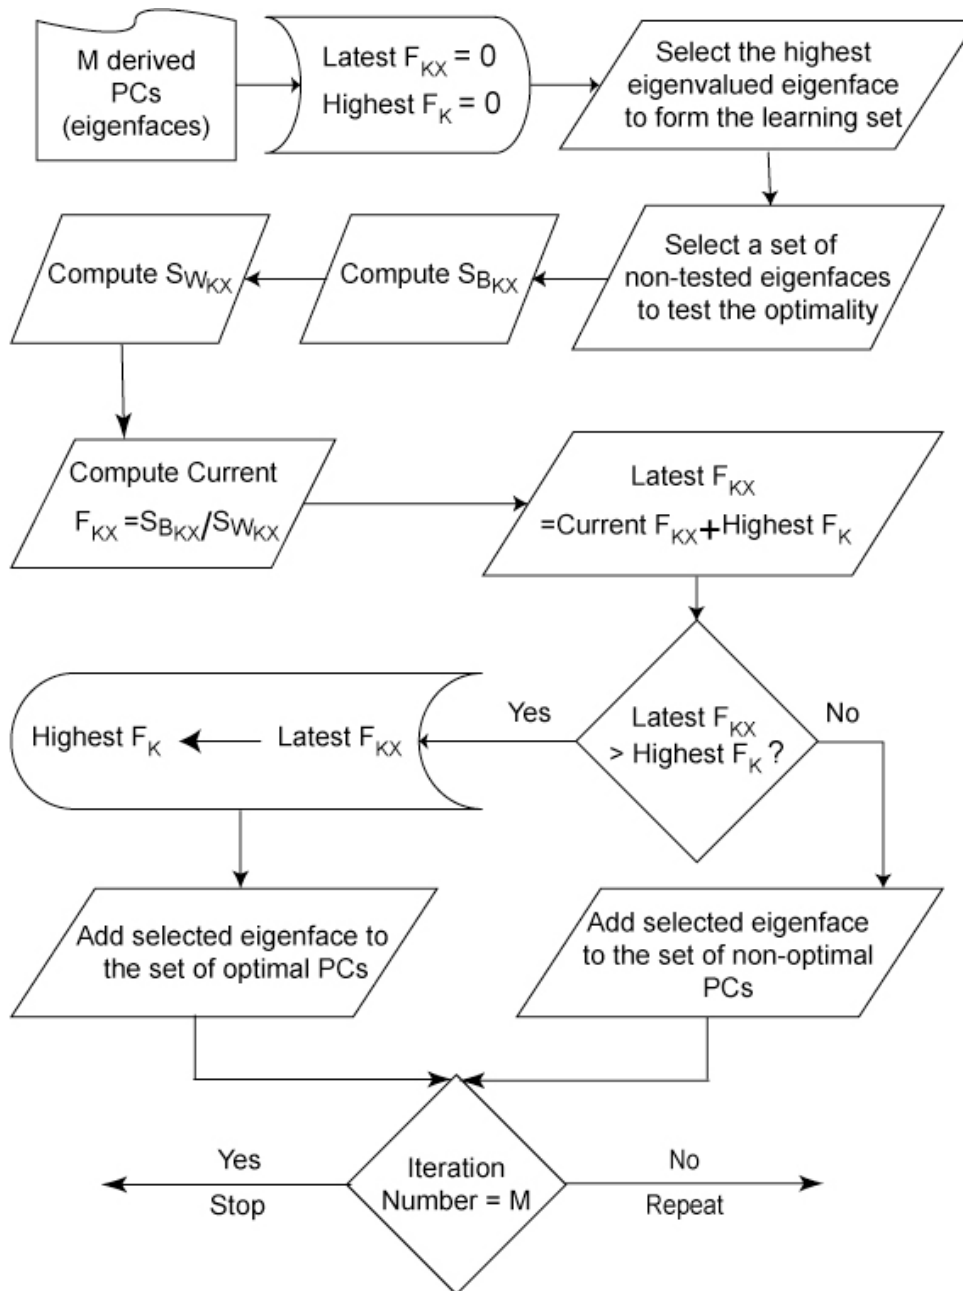 M derived
PCs
(eigenfaces)
Latest F_KX = 0
Highest F_K = 0
Select the highest
eigenvalued eigenface
to form the learning set
Select a set of
non-tested eigenfaces
to test the optimality
Compute S_B_KX
Compute S_W_KX
Compute Current
F_KX =S_B_KX/S_W_KX
Latest F_KX
=Current F_KX+Highest F_K
Latest F_KX
> Highest F_K ?
Yes
No
Highest F_K
Latest F_KX
Add selected eigenface to
the set of optimal PCs
Add selected eigenface
to the set of non-optimal
PCs
Iteration
Number = M
Yes
Stop
No
Repeat